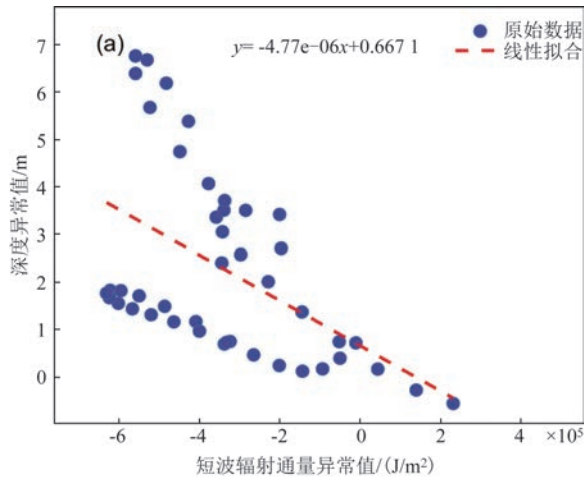 (a)
y= -4.77e-06x+0.667 1
原始数据
线性拟合
7
6
5
4
3
2
1
0
深度异常值/m
-6
-4
-2
0
2
4
×10⁵
短波辐射通量异常值/(J/m²)